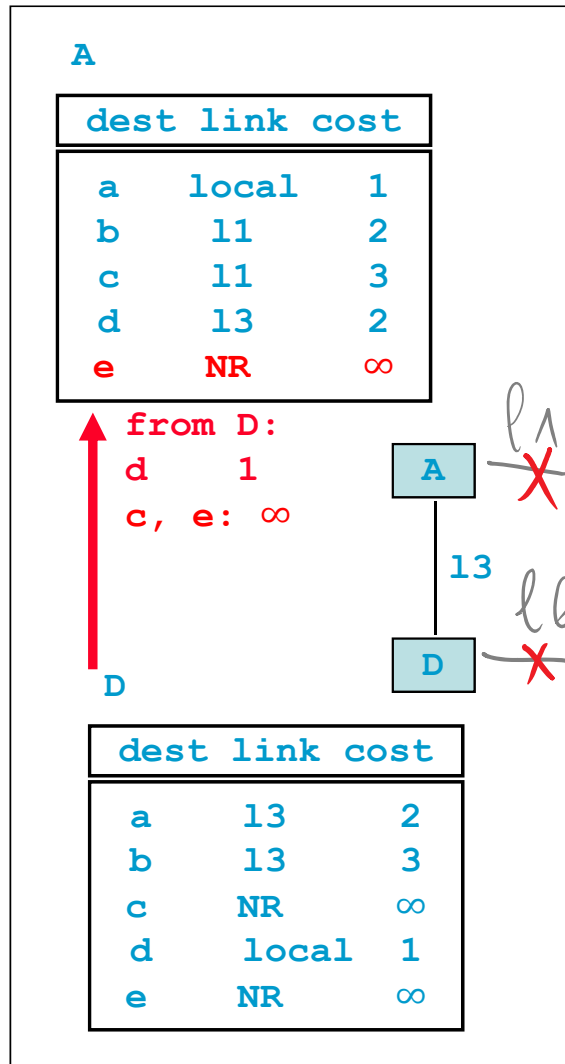 A
dest link cost
a local 1
b l1 2
c l1 3
d l3 2
e NR ∞
from D:
d 1
c, e: ∞
l1
A
l3
D
D
dest link cost
a l3 2
b l3 3
c NR ∞
d local 1
e NR ∞